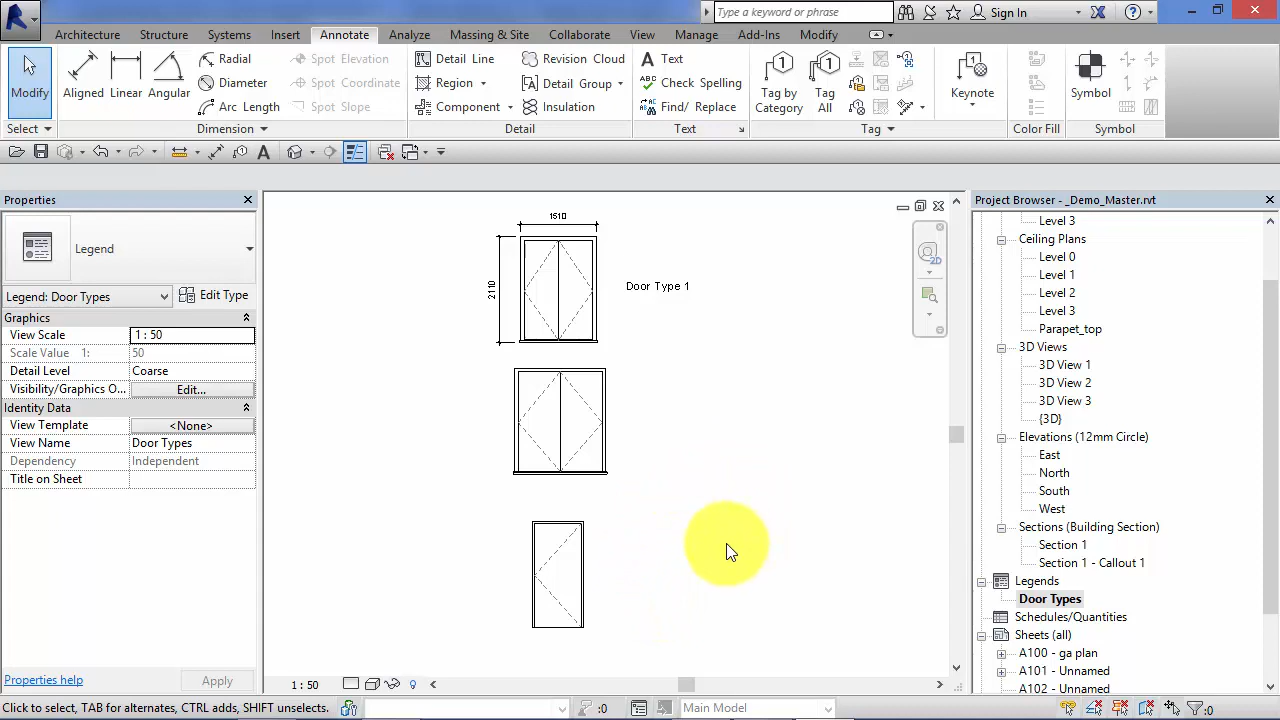 Type a keyword or phrase
Sign In
Architecture Structure Systems Insert Annotate Analyze Massing & Site Collaborate View Manage Add-Ins Modify
Modify
Select
Aligned
Linear
Angular
Radial
Diameter
Arc Length
Spot Elevation
Spot Coordinate
Spot Slope
Dimension
Detail Line
Region
Component
Revision Cloud
Detail Group
Insulation
Detail
Text
Check Spelling
Find/ Replace
Text
Tag by
Category
Tag
All
Tag
Keynote
Color Fill
Symbol
Symbol
Properties
Legend
Legend: Door Types
Edit Type
Graphics
View Scale 1 : 50
Scale Value 1: 50
Detail Level Coarse
Visibility/Graphics O... Edit...
Identity Data
View Template <None>
View Name Door Types
Dependency Independent
Title on Sheet
Properties help
Apply
1510
2110
Door Type 1
2D
1 : 50
Project Browser - _Demo_Master.rvt
Level 3
Ceiling Plans
Level 0
Level 1
Level 2
Level 3
Parapet_top
3D Views
3D View 1
3D View 2
3D View 3
{3D}
Elevations (12mm Circle)
East
North
South
West
Sections (Building Section)
Section 1
Section 1 - Callout 1
Legends
Door Types
Schedules/Quantities
Sheets (all)
A100 - ga plan
A101 - Unnamed
A102 - Unnamed
Click to select, TAB for alternates, CTRL adds, SHIFT unselects.
:0
Main Model
:0